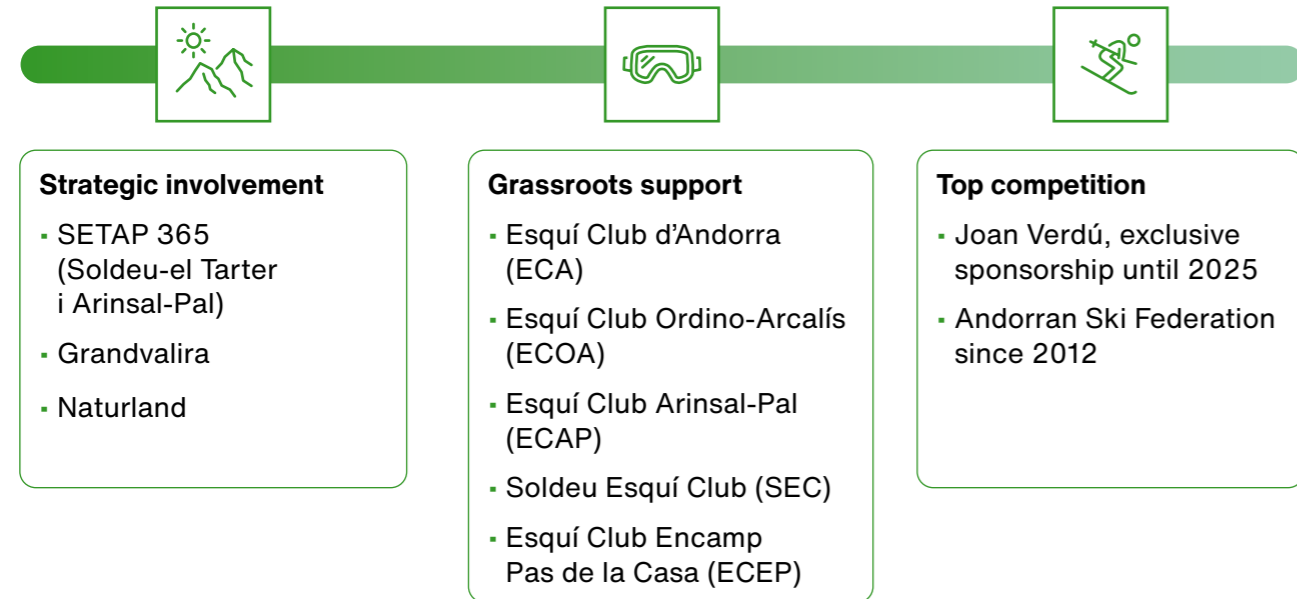 Strategic involvement
▪ SETAP 365
(Soldeu-el Tarter
i Arinsal-Pal)
▪ Grandvalira
▪ Naturland
Grassroots support
▪ Esquí Club d’Andorra
(ECA)
▪ Esquí Club Ordino-Arcalís
(ECOA)
▪ Esquí Club Arinsal-Pal
(ECAP)
▪ Soldeu Esquí Club (SEC)
▪ Esquí Club Encamp
Pas de la Casa (ECEP)
Top competition
▪ Joan Verdú, exclusive
sponsorship until 2025
▪ Andorran Ski Federation
since 2012